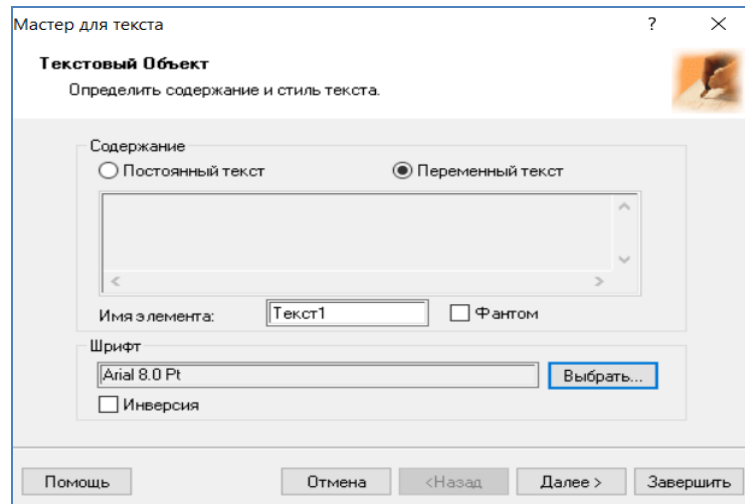 Мастер для текста ?
Текстовый Объект
Определить содержание и стиль текста.
Содержание
Постоянный текст Переменный текст
Имя элемента: Текст1 Фантом
Шрифт
Arial 8.0 Pt Выбрать...
Инверсия
Помощь Отмена <Назад Далее > Завершить